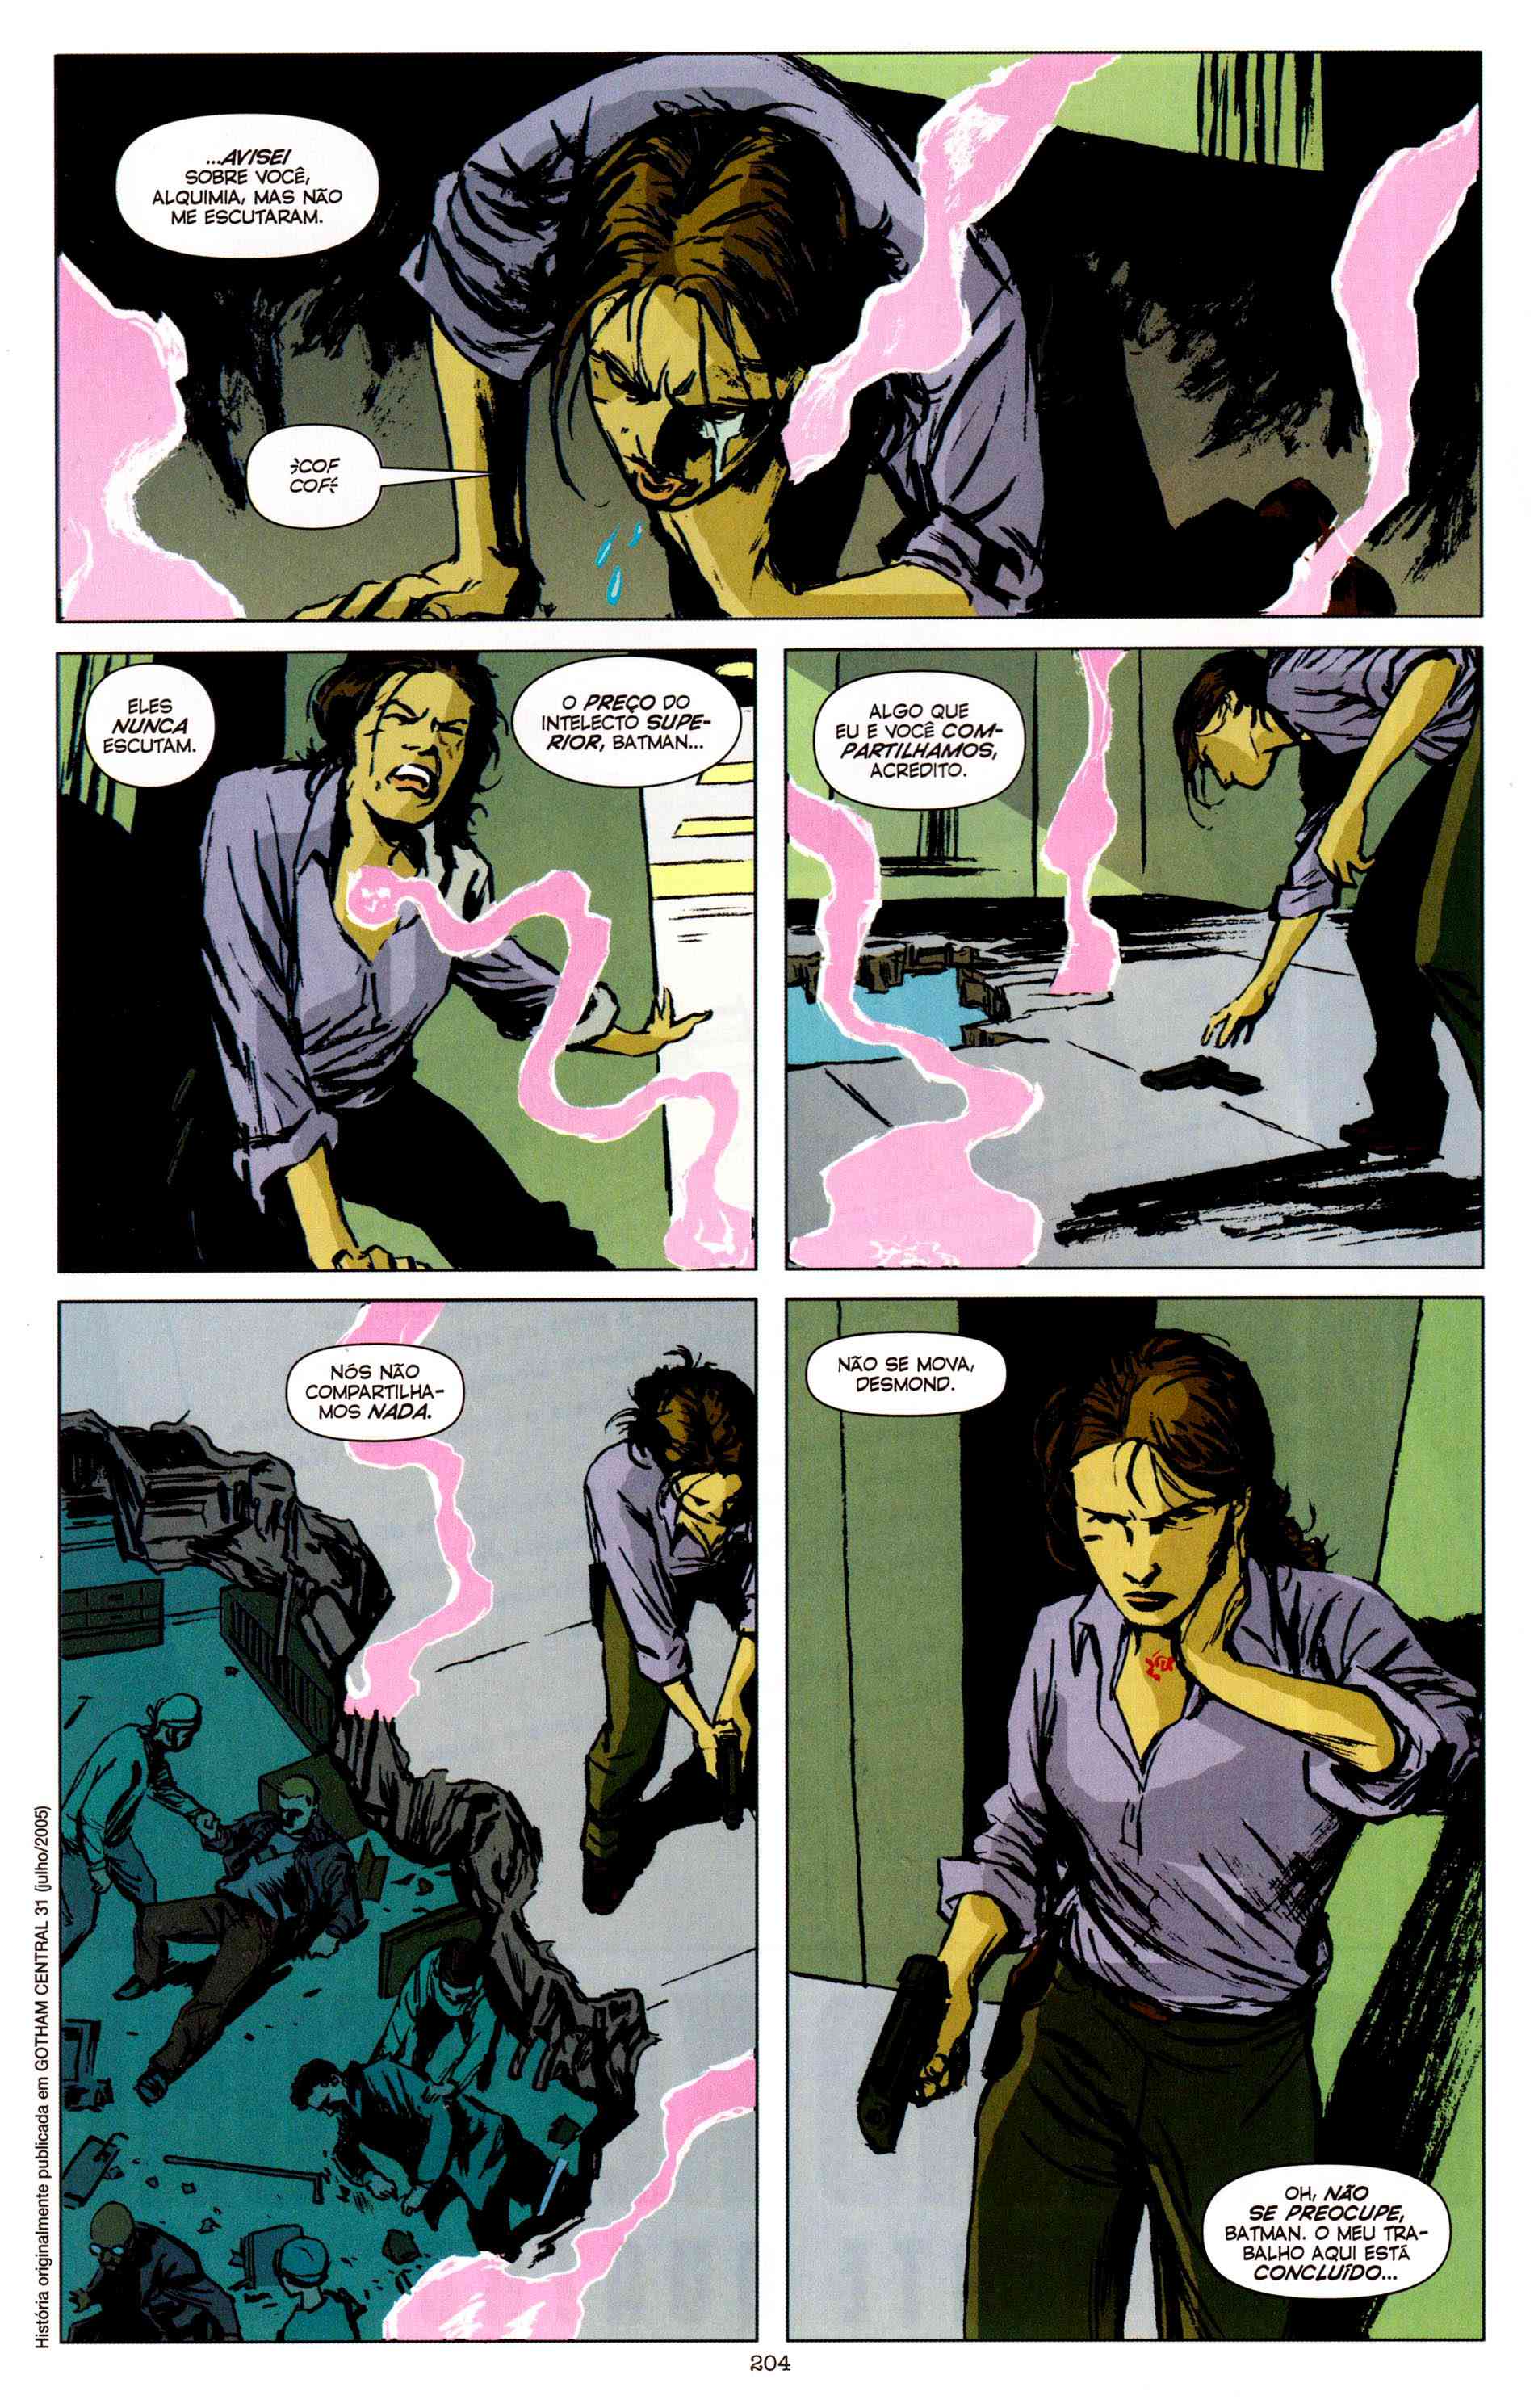 ...AVISEI
SOBRE VOCÊ,
ALQUIMIA, MAS NÃO
ME ESCUTARAM.
COF
COF
ELES
NUNCA
ESCUTAM.
O PREÇO DO
INTELECTO SUPE-
RIOR, BATMAN...
ALGO QUE
EU E VOCÊ COM-
PARTILHAMOS,
ACREDITO.
NÓS NÃO
COMPARTILHA-
MOS NADA.
NÃO SE MOVA,
DESMOND.
OH, NÃO
SE PREOCUPE,
BATMAN. O MEU TRA-
BALHO AQUI ESTÁ
CONCLUÍDO...
História originalmente publicada em GOTHAM CENTRAL 31 (julho/2005)
204